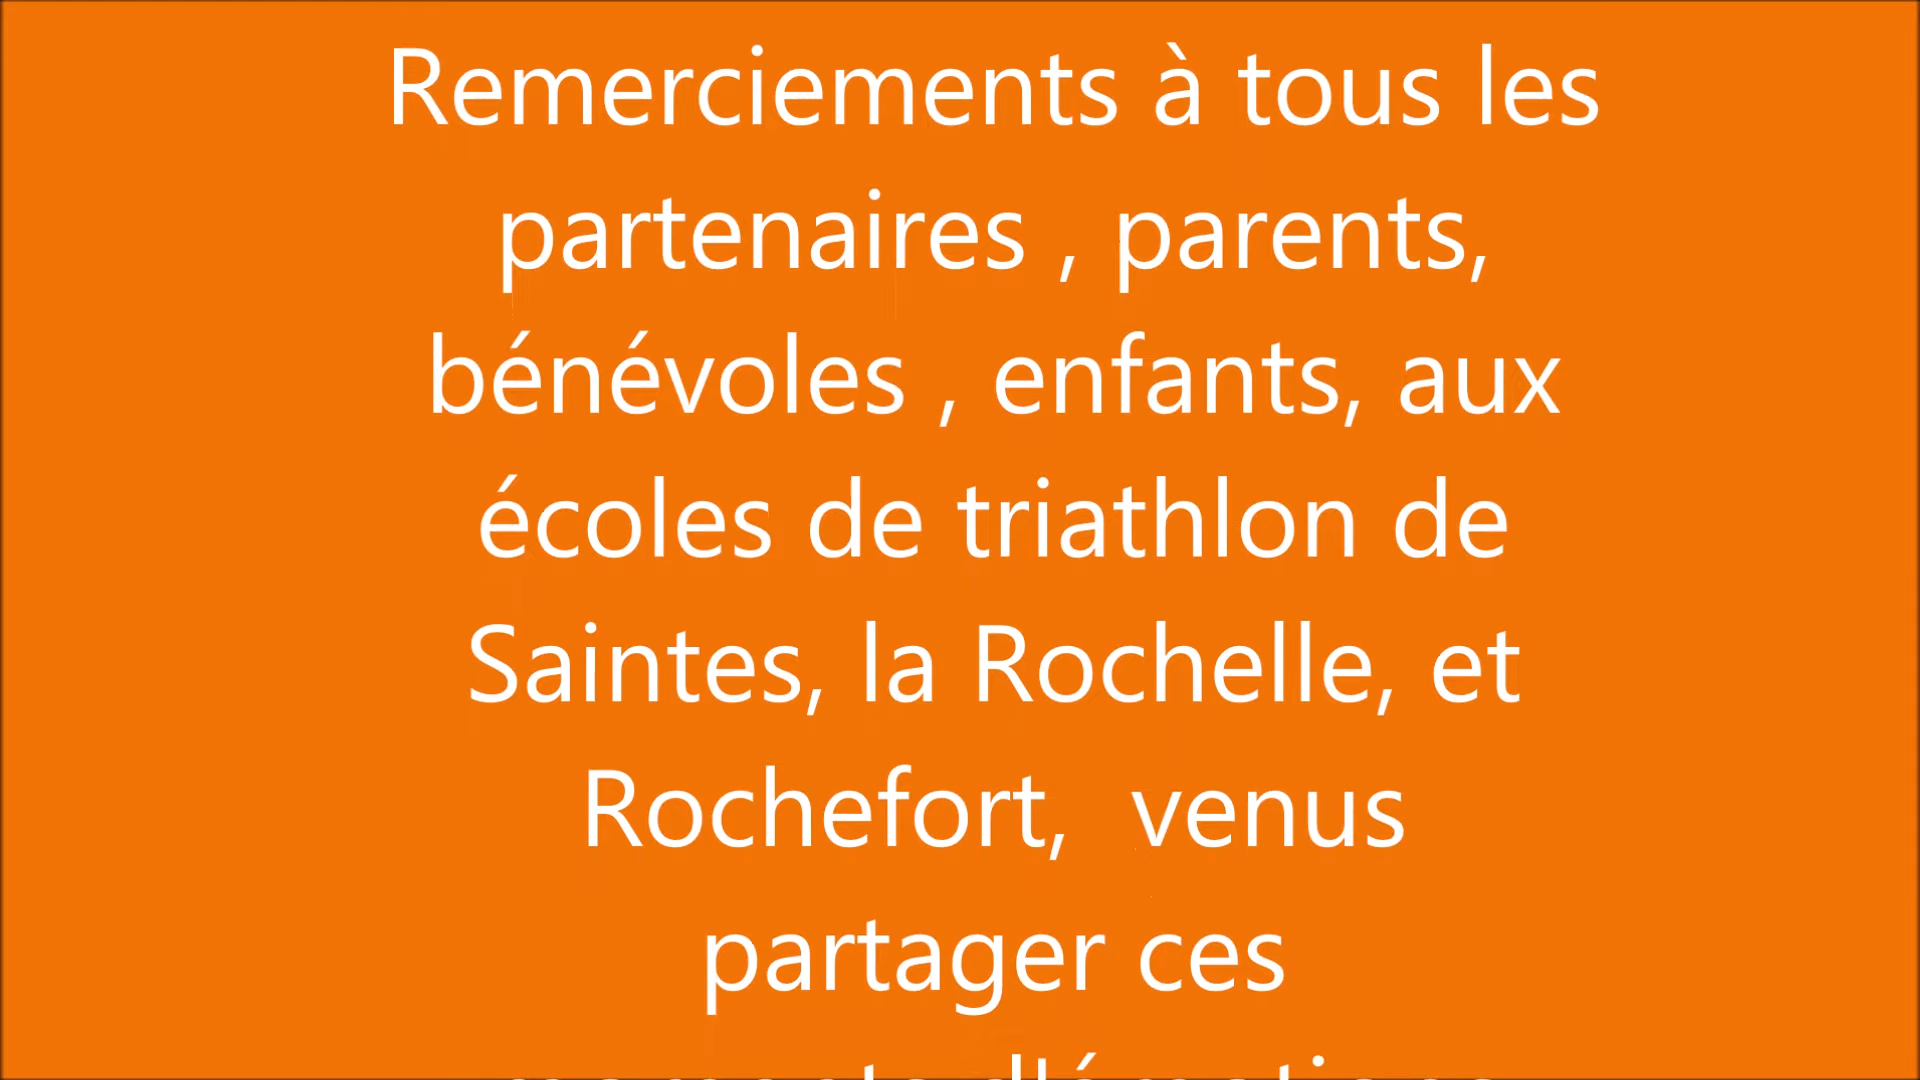 Remerciements à tous les
partenaires , parents,
bénévoles , enfants, aux
écoles de triathlon de
Saintes, la Rochelle, et
Rochefort,  venus
partager ces